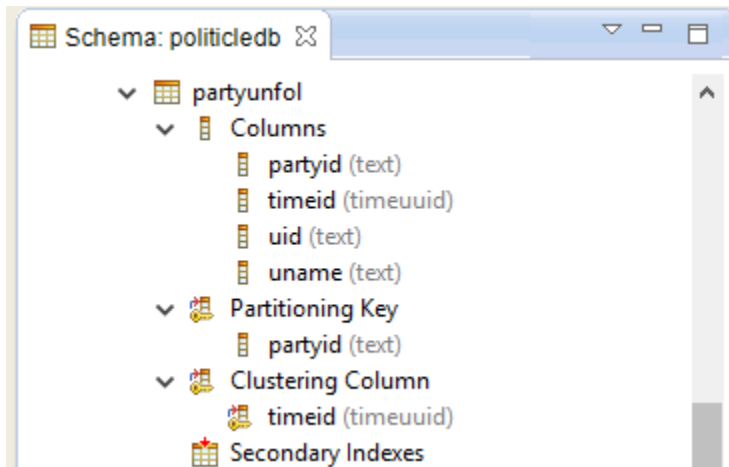 Schema: politicledb
partyunfol
Columns
partyid (text)
timeid (timeuuid)
uid (text)
uname (text)
Partitioning Key
partyid (text)
Clustering Column
timeid (timeuuid)
Secondary Indexes